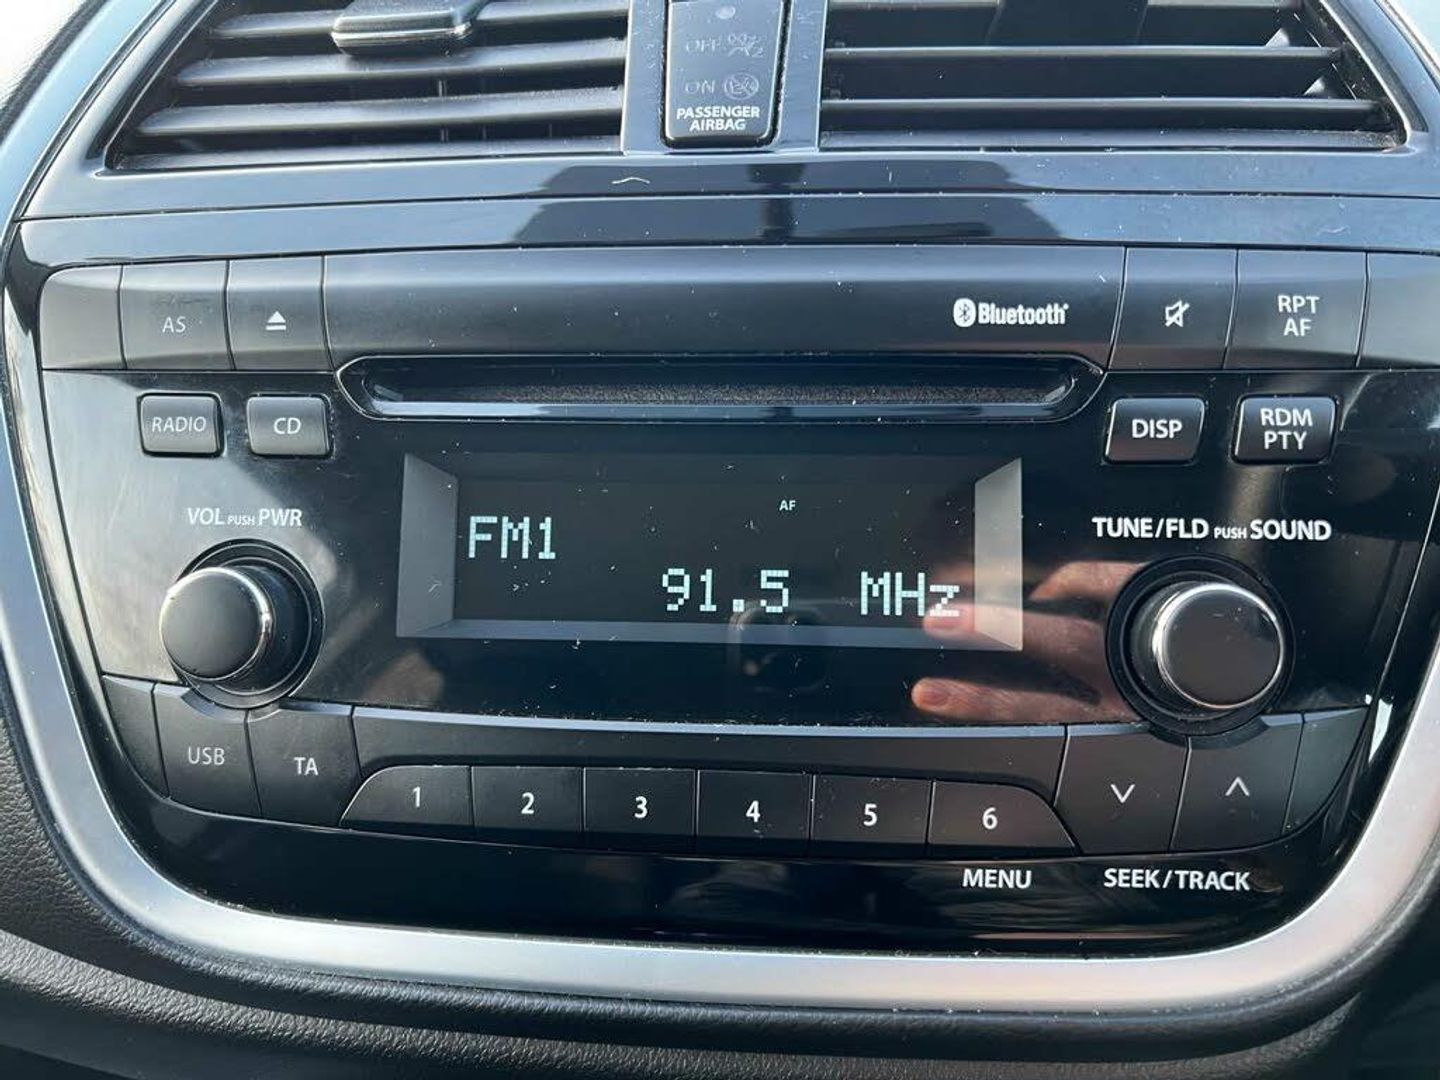 OFF
ON
PASSENGER
AIRBAG
AS
Bluetooth
RPT
AF
RADIO
CD
DISP
RDM
PTY
VOL PUSH PWR
AF
FM1
91.5 MHz
TUNE/FLD PUSH SOUND
USB
TA
1
2
3
4
5
6
MENU
SEEK/TRACK